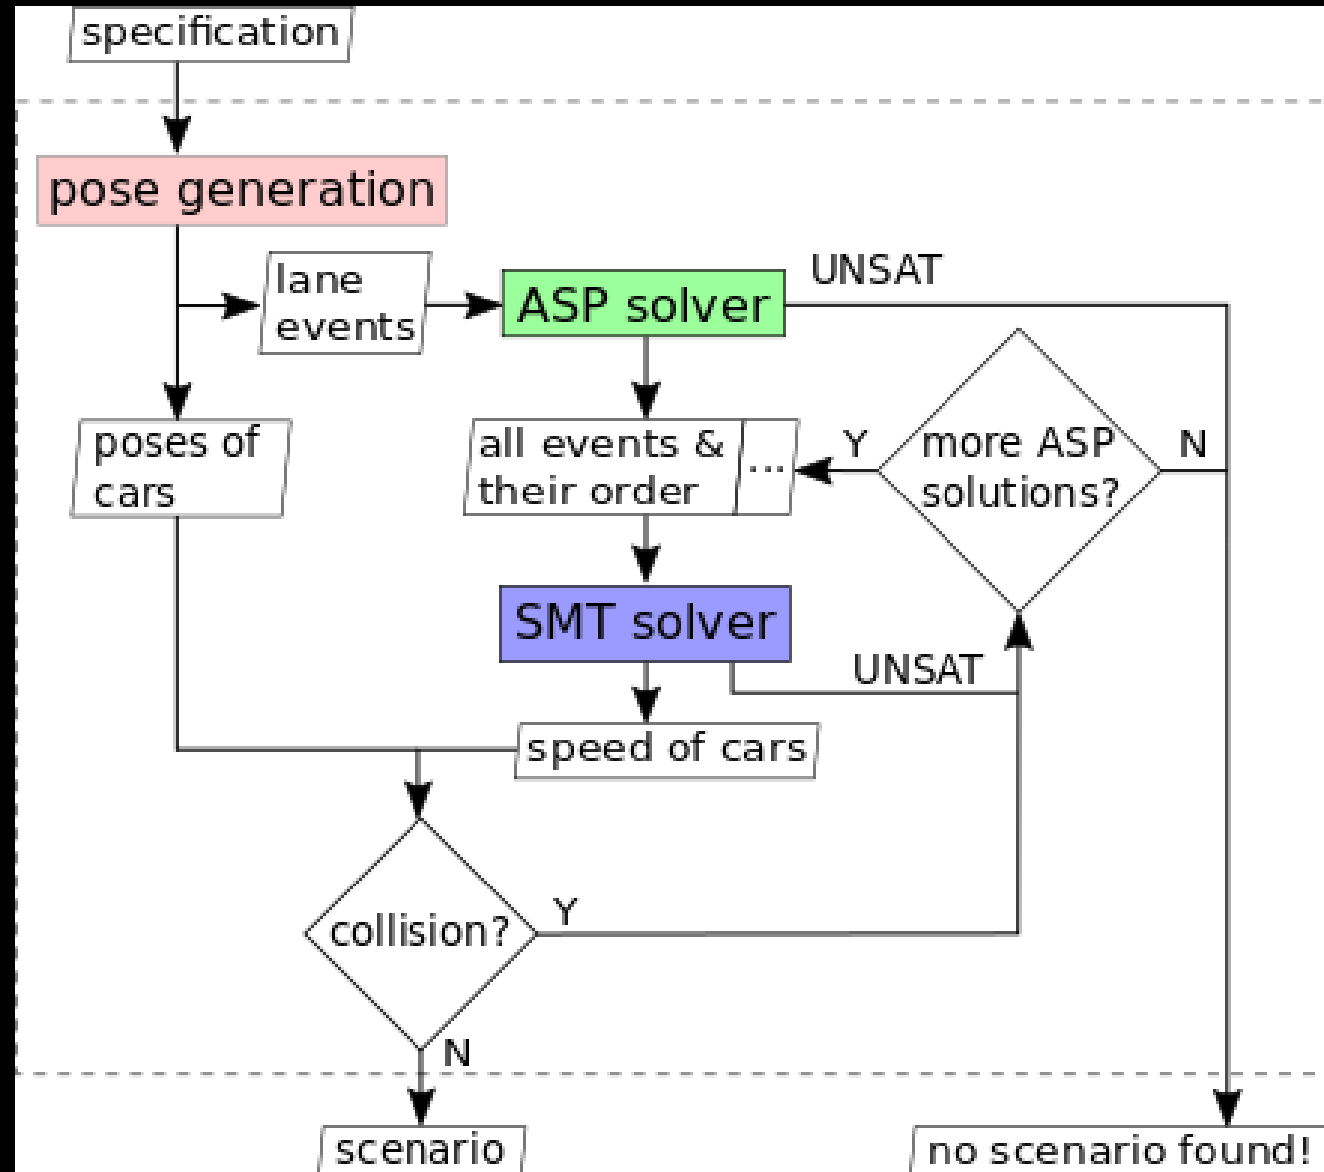 specification
pose generation
lane
events
ASP solver
UNSAT
poses of
cars
all events &
their order
...
Y
more ASP
solutions?
N
SMT solver
UNSAT
speed of cars
collision?
Y
N
scenario
no scenario found!